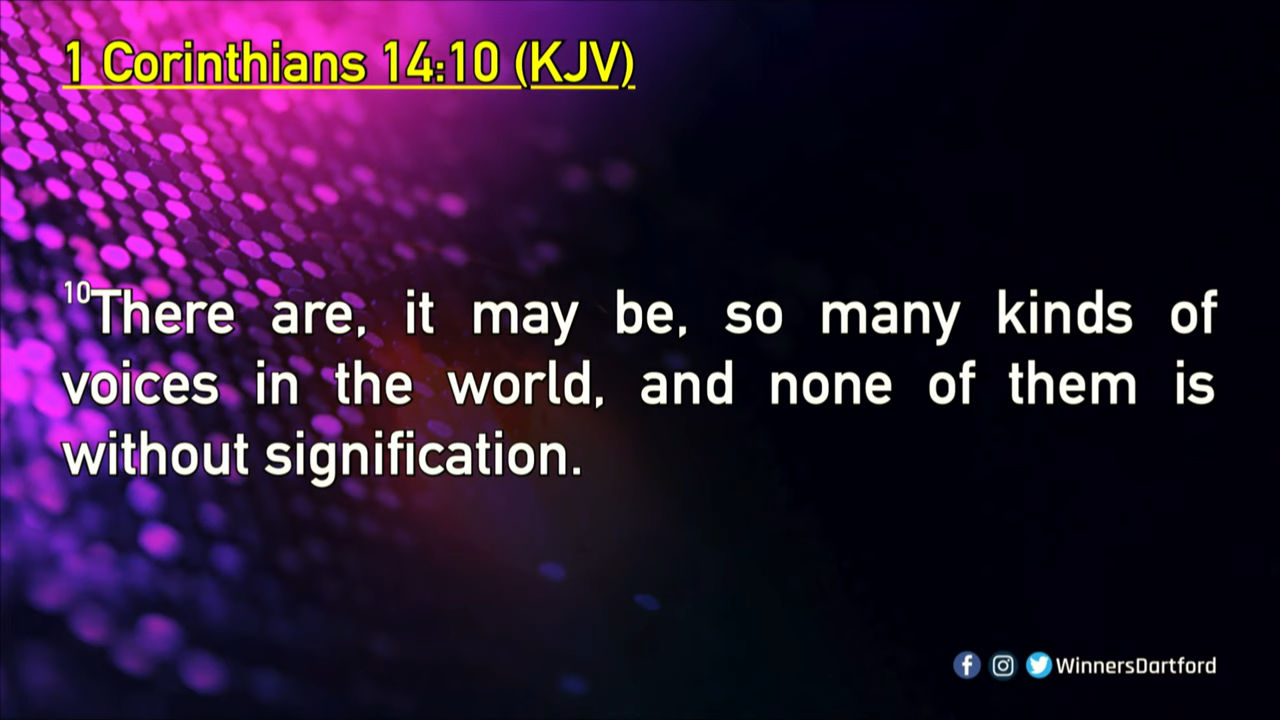 1 Corinthians 14:10 (KJV)
10There are, it may be, so many kinds of
voices in the world, and none of them is
without signification.
WinnersDartford